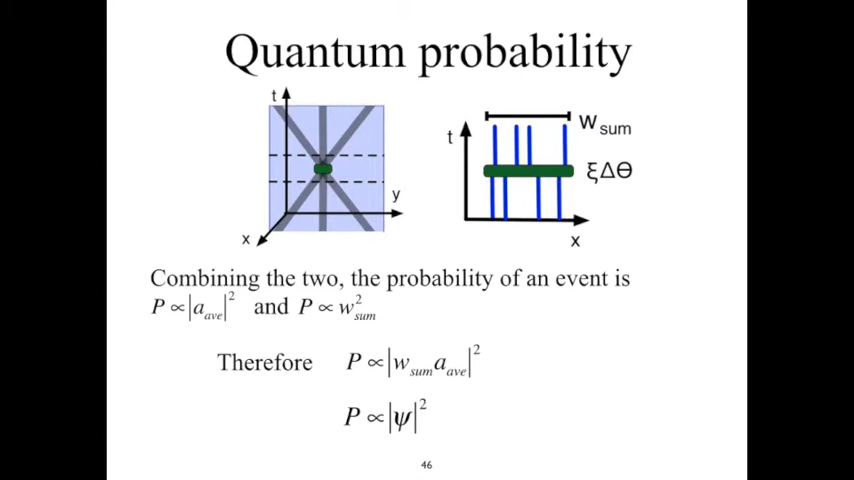 Quantum probability
t
y
x
t
w sum
ξΔΘ
x
Combining the two, the probability of an event is
P ∝ |a_ave|² and P ∝ w²_sum
Therefore P ∝ |w_sum a_ave|²
P ∝ |ψ|²
46